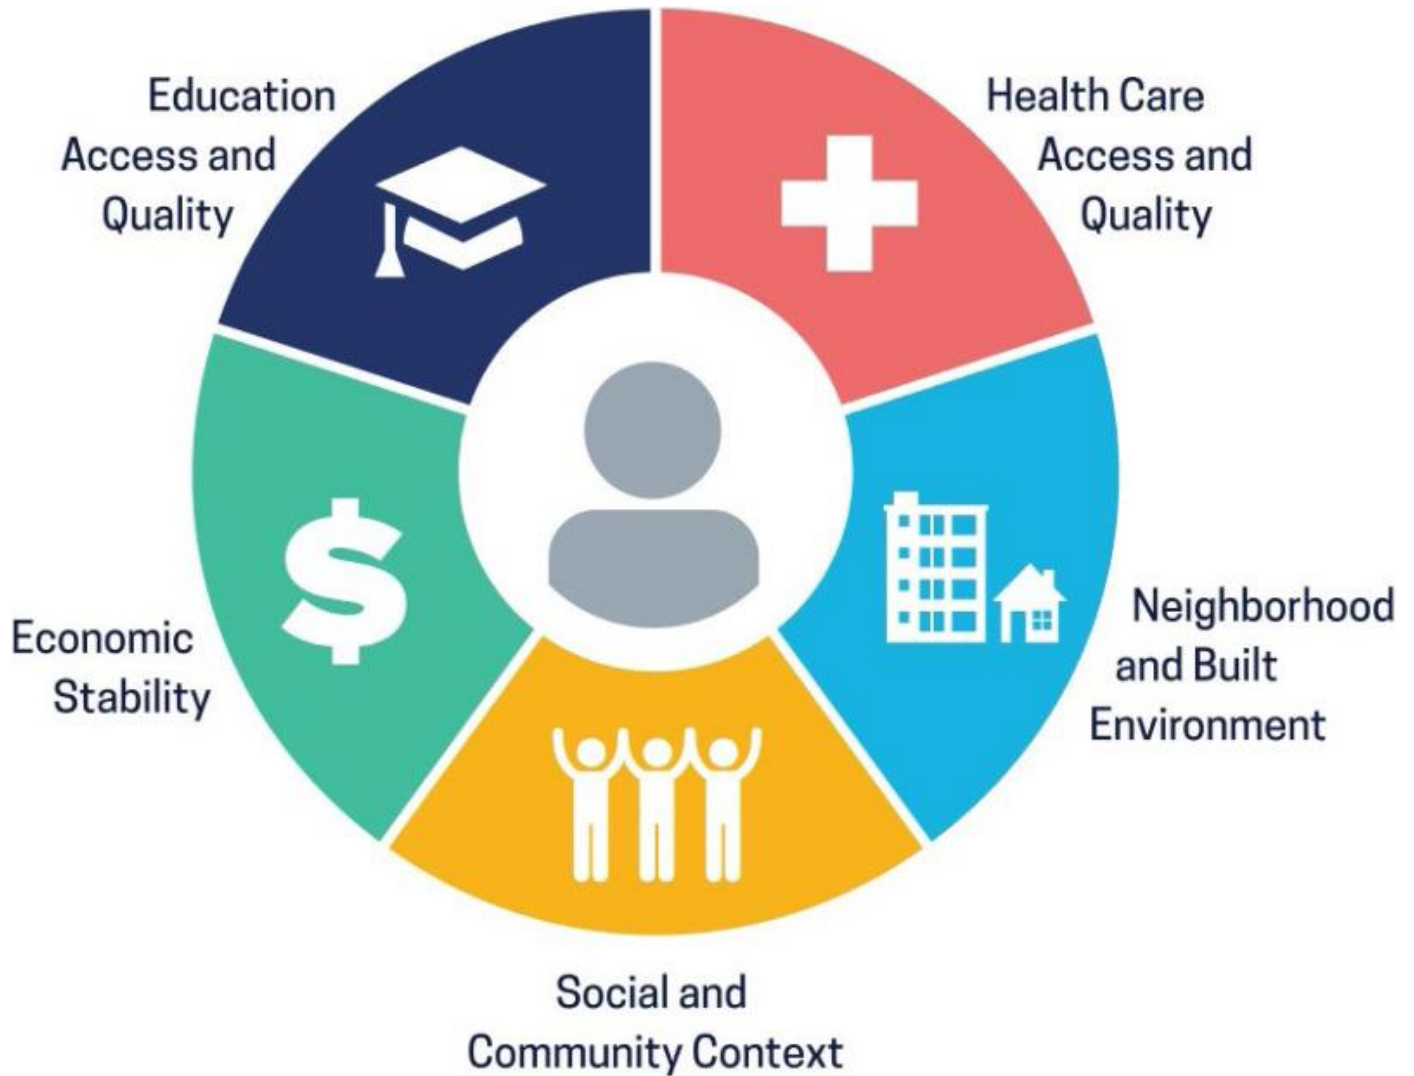 Education
Access and
Quality
Health Care
Access and
Quality
Economic
Stability
Neighborhood
and Built
Environment
Social and
Community Context